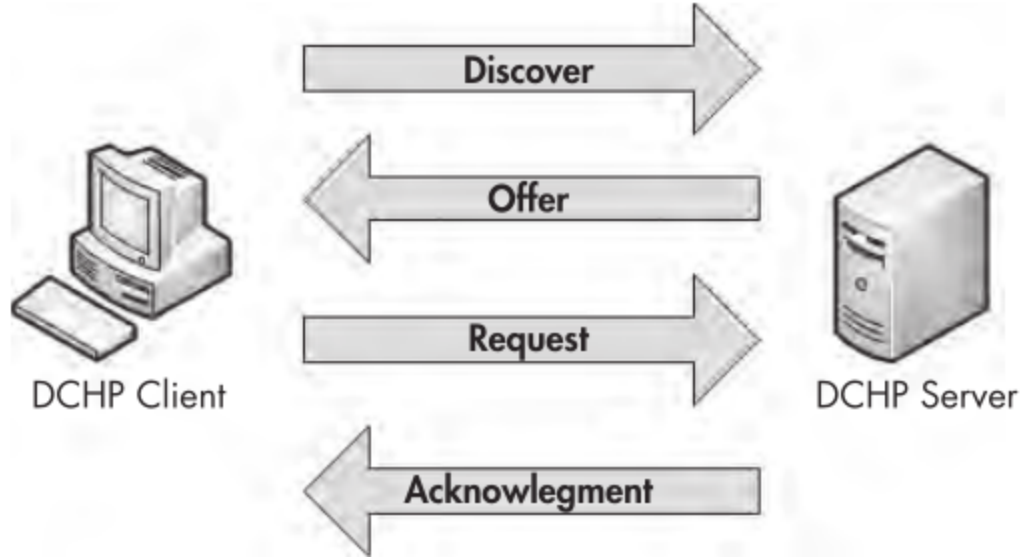 Discover
Offer
Request
DCHP Client
DCHP Server
Acknowlegment